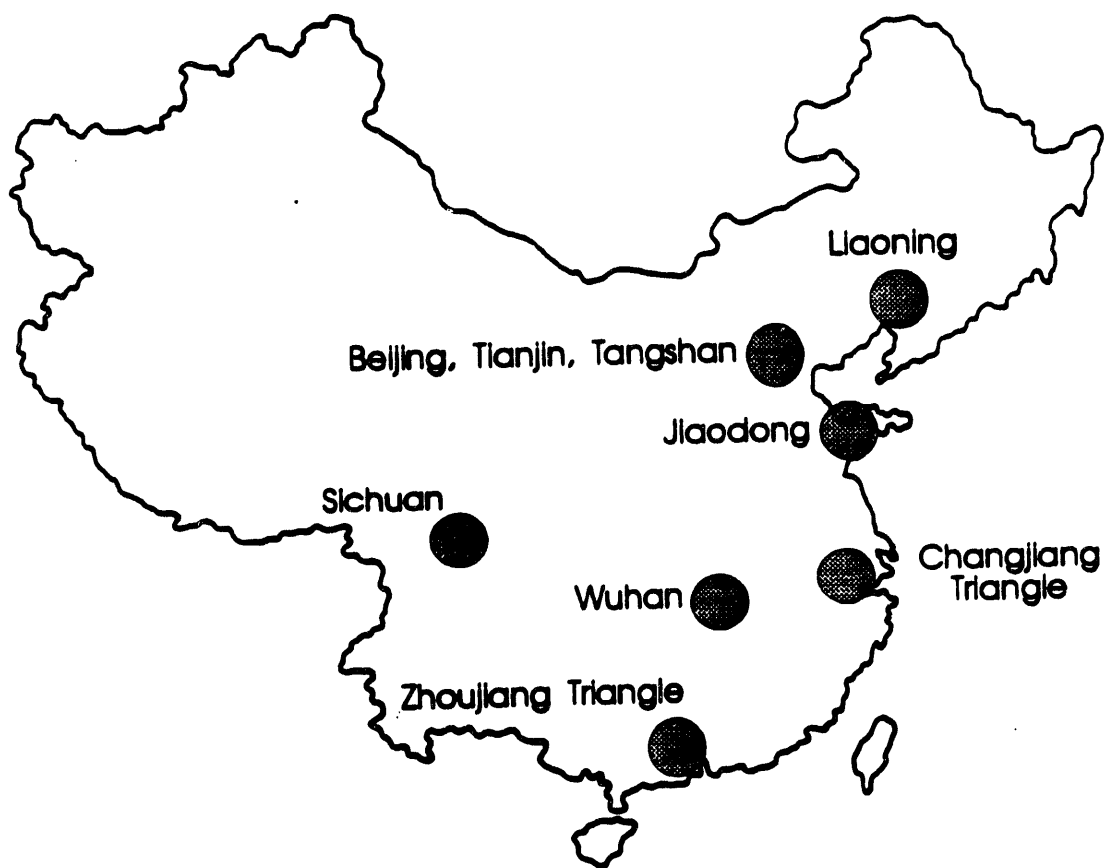 Liaoning
Beijing, Tianjin, Tangshan
Jiaodong
Sichuan
Changjiang
Triangle
Wuhan
Zhoujiang Triangle